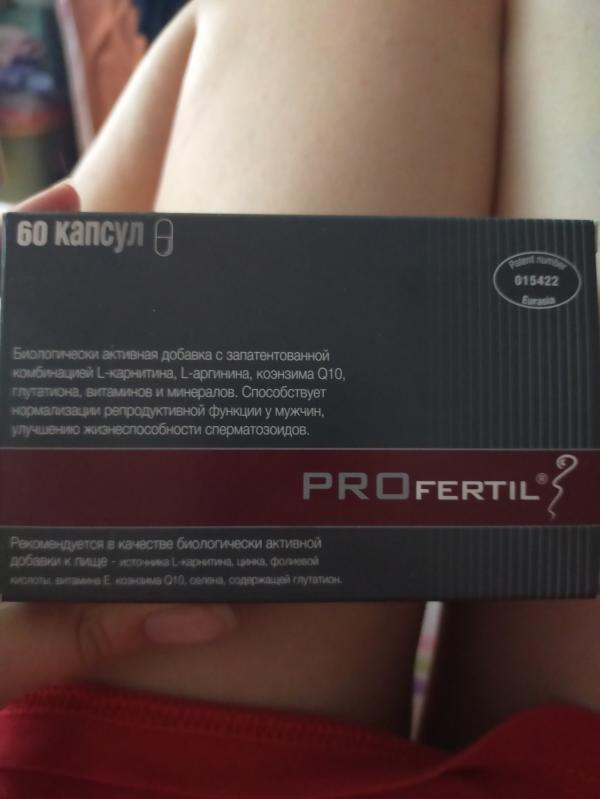 60 капсул
Patent number
015422
Eurasia
Биологически активная добавка с запатентованной
комбинацией L-карнитина, L-аргинина, коэнзима Q10,
глутатиона, витаминов и минералов. Способствует
нормализации репродуктивной функции у мужчин,
улучшению жизнеспособности сперматозоидов.
PROFERTIL®
Рекомендуется в качестве биологически активной
добавки к пище - источника L-карнитина, цинка, фолиевой
кислоты, витамина Е, коэнзима Q10, селена, содержащей глутатион.